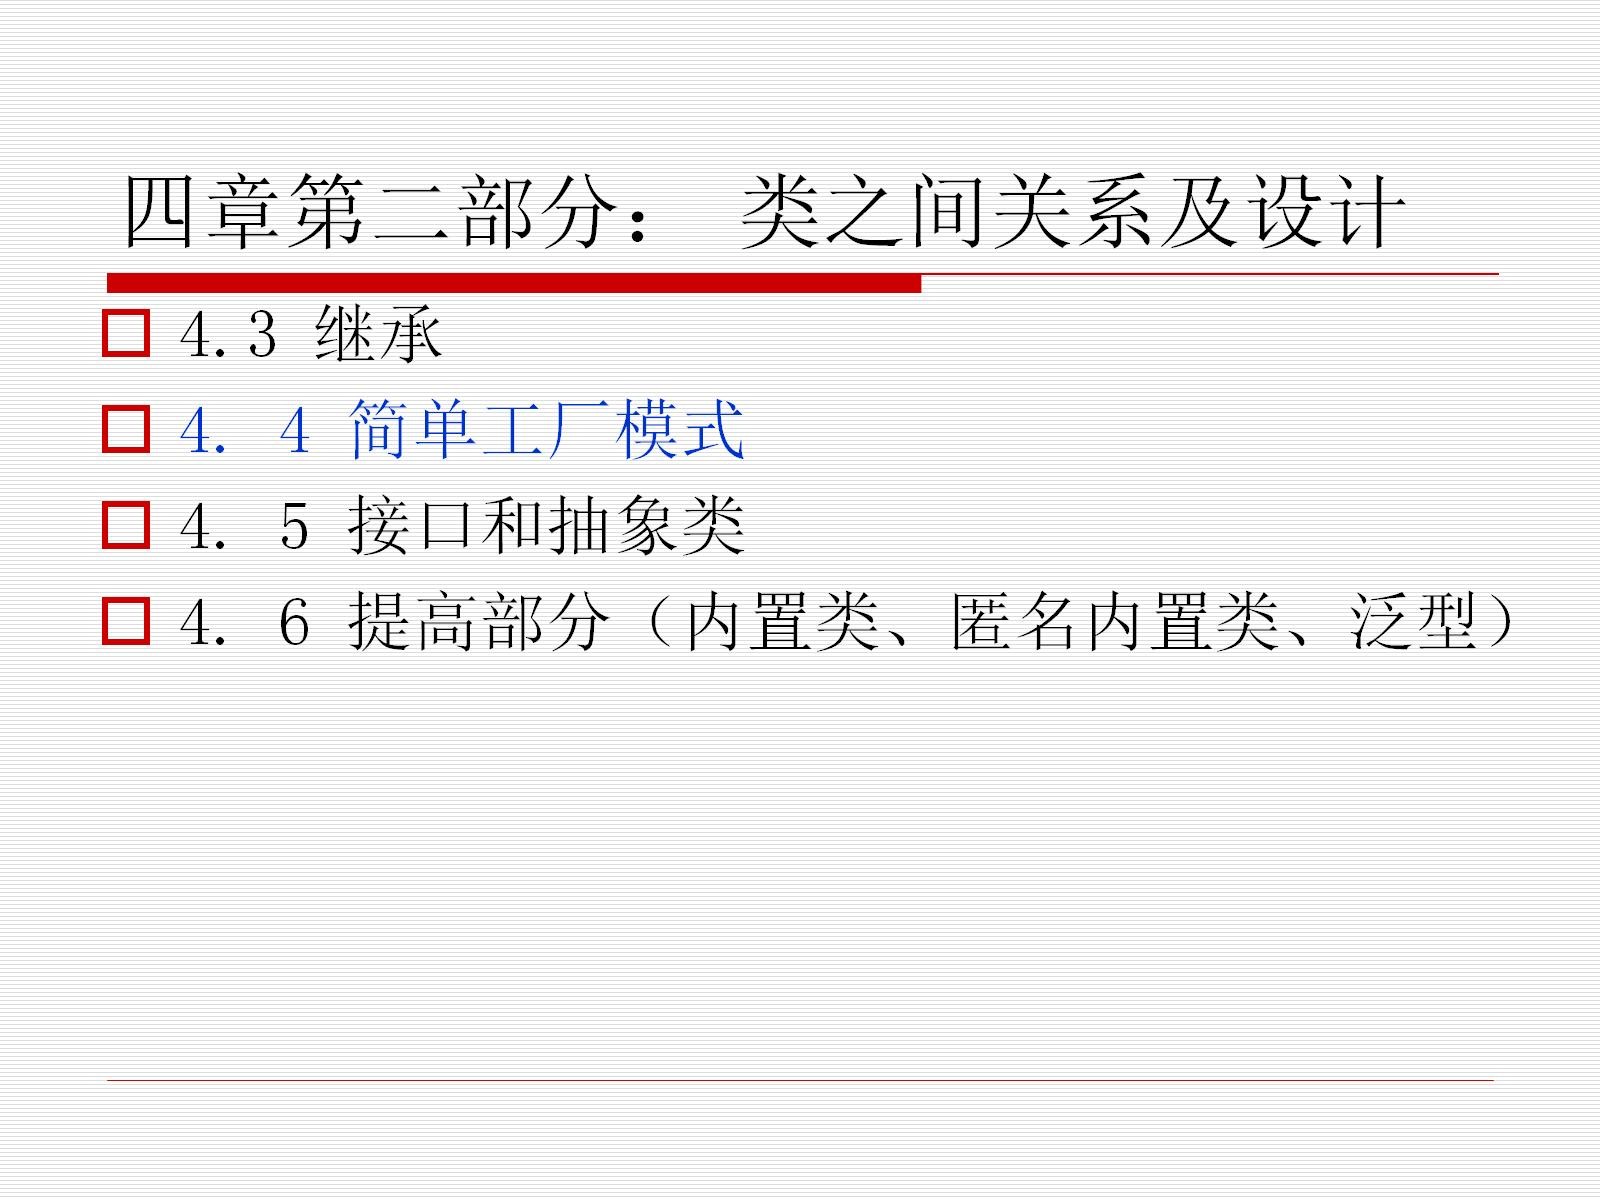 四章第二部分： 类之间关系及设计
4.3 继承
4. 4 简单工厂模式
4. 5 接口和抽象类
4. 6 提高部分（内置类、匿名内置类、泛型）